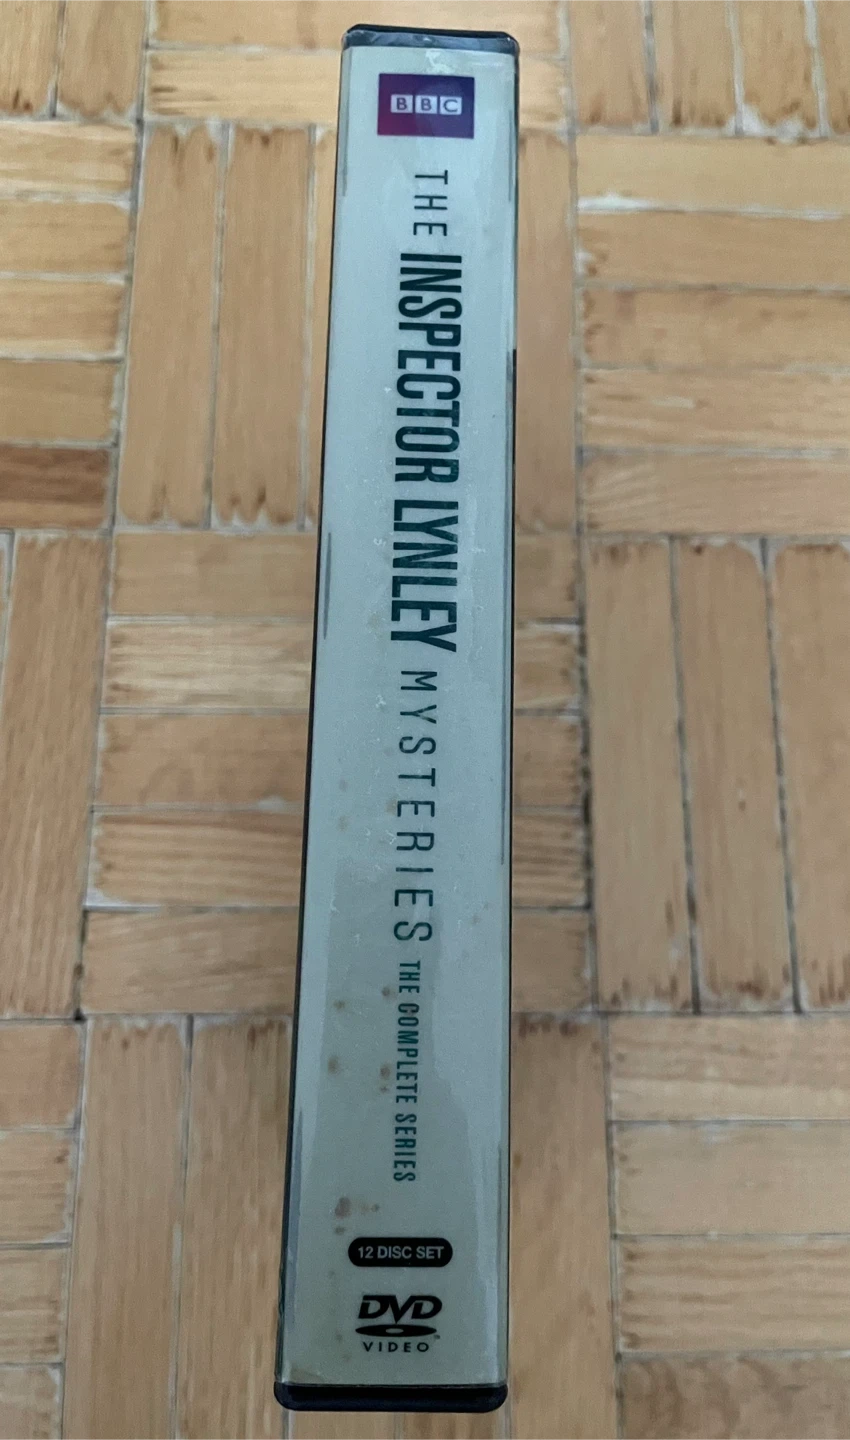 BBC
THE INSPECTOR LYNLEY MYSTERIES THE COMPLETE SERIES
12 DISC SET
DVD
VIDEO